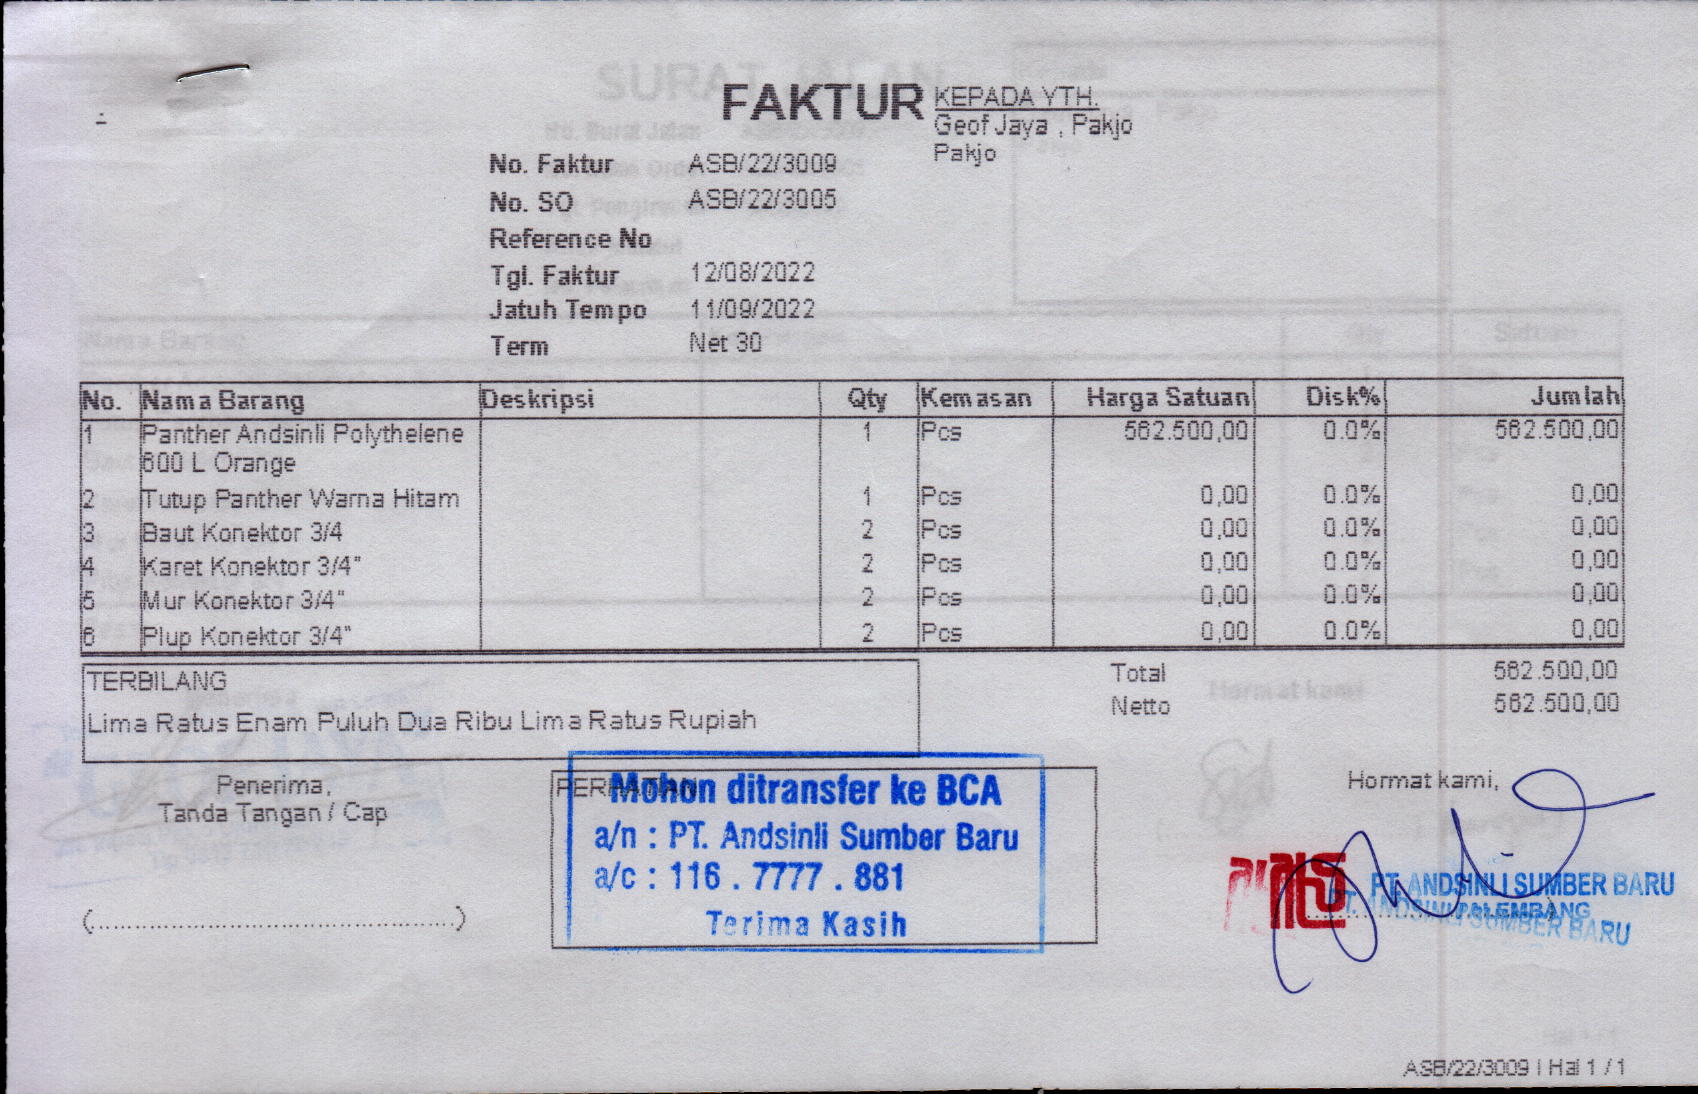 FAKTUR
KEPADA YTH.
Geof Jaya , Pakjo
Pakjo
No. Faktur ASB/22/3009
No. SO ASB/22/3005
Reference No
Tgl. Faktur 12/08/2022
Jatuh Tempo 11/09/2022
Term Net 30
No. Nama Barang Deskripsi Qty Kemasan Harga Satuan Disk% Jumlah
1 Panther Andsinli Polythelene 1 Pcs 562.500,00 0.0% 562.500,00
600 L Orange
2 Tutup Panther Warna Hitam 1 Pcs 0,00 0.0% 0,00
3 Baut Konektor 3/4 2 Pcs 0,00 0.0% 0,00
4 Karet Konektor 3/4" 2 Pcs 0,00 0.0% 0,00
5 Mur Konektor 3/4" 2 Pcs 0,00 0.0% 0,00
6 Plup Konektor 3/4" 2 Pcs 0,00 0.0% 0,00
TERBILANG
Lima Ratus Enam Puluh Dua Ribu Lima Ratus Rupiah
Total 562.500,00
Netto 562.500,00
Penerima,
Tanda Tangan / Cap
(................................................)
PERHATIAN
Mohon ditransfer ke BCA
a/n : PT. Andsinli Sumber Baru
a/c : 116 . 7777 . 881
Terima Kasih
Hormat kami,
PT. ANDSINLI SUMBER BARU
PALEMBANG
PT. ANDSINLI SUMBER BARU
ASB/22/3009 | Hal 1 / 1